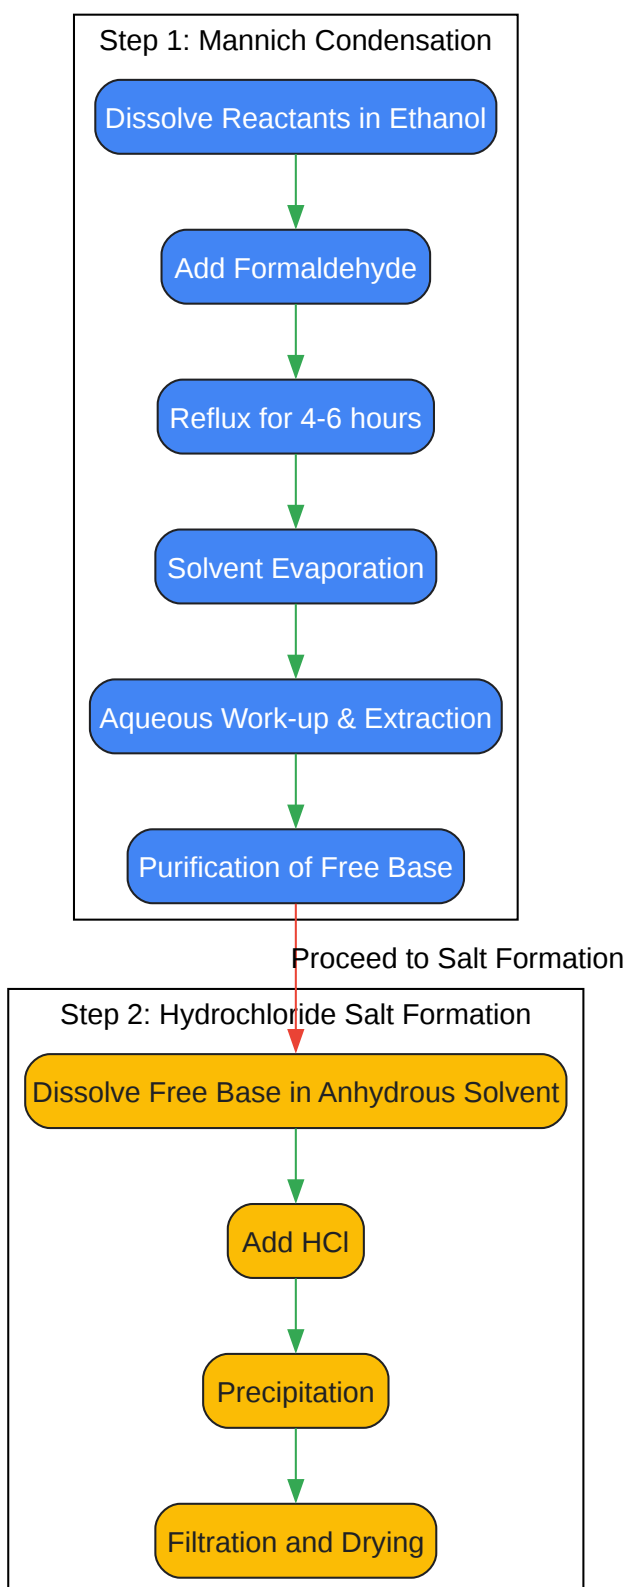 Step 1: Mannich Condensation
Dissolve Reactants in Ethanol
Add Formaldehyde
Reflux for 4-6 hours
Solvent Evaporation
Aqueous Work-up & Extraction
Purification of Free Base
Proceed to Salt Formation
Step 2: Hydrochloride Salt Formation
Dissolve Free Base in Anhydrous Solvent
Add HCl
Precipitation
Filtration and Drying